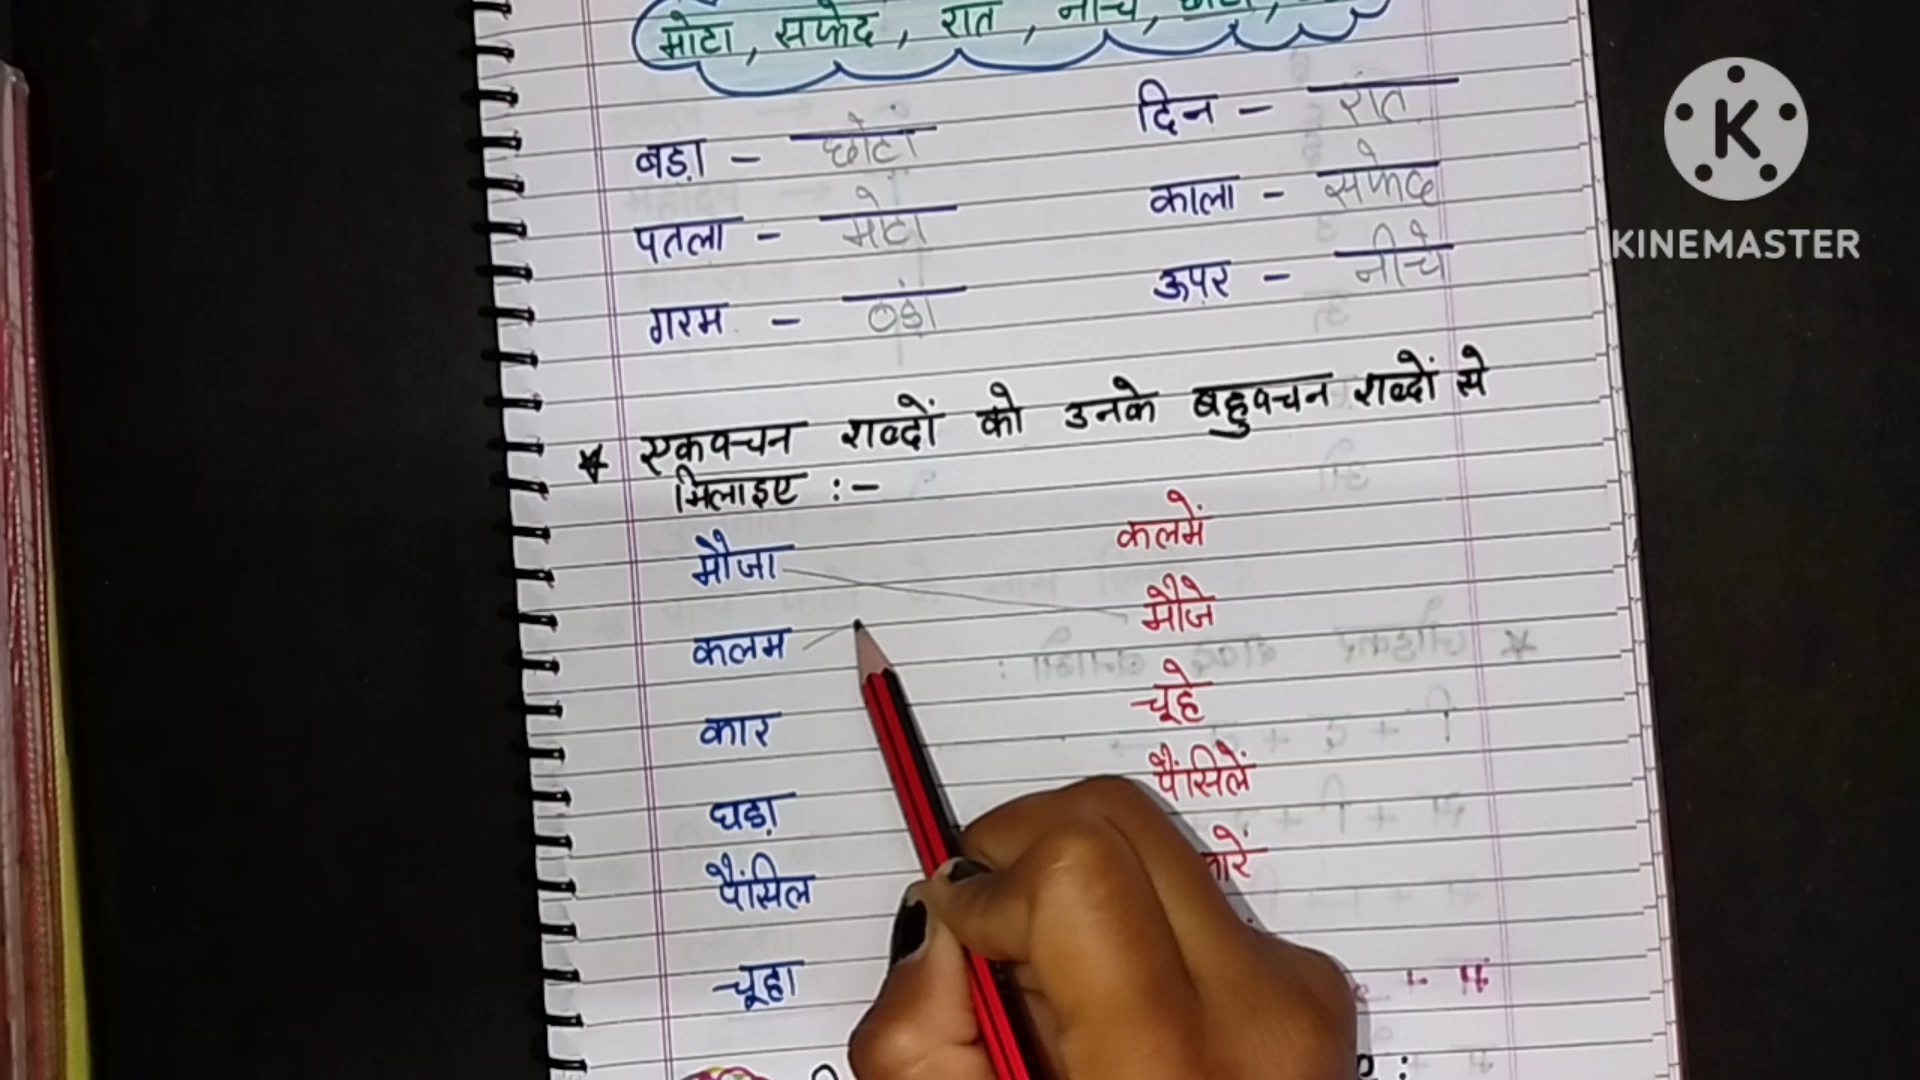 मोटा, सफेद, रात, नीचे,
बड़ा - छोटा दिन - रात
पतला - मोटा काला - सफेद
गरम - ठंडा ऊपर - नीचे
* एकवचन शब्दों को उनके बहुवचन शब्दों से
मिलाइए :-
मौजा कलमें
कलम मौजे
कार चूहे
घडा़ पैंसिलें
पैंसिल
चूहा
KINEMASTER